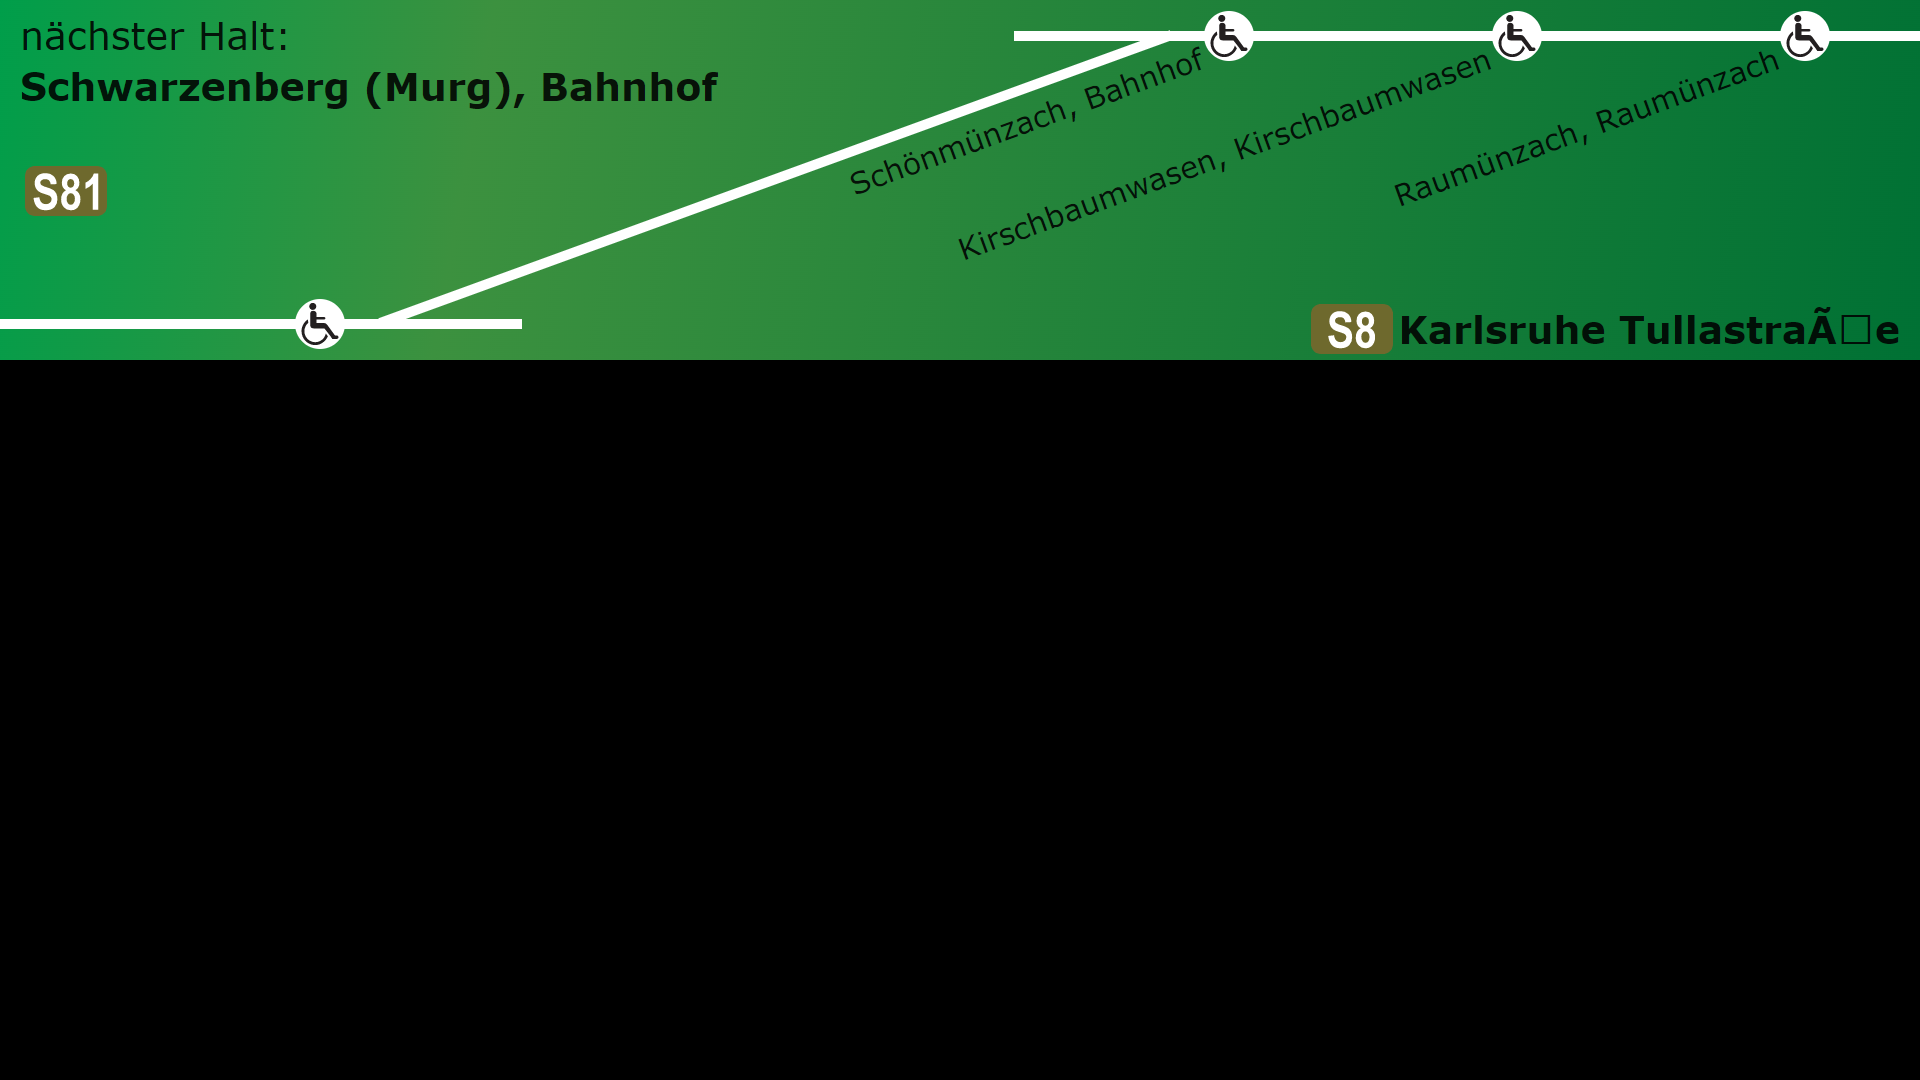 nächster Halt:
Schwarzenberg (Murg), Bahnhof
S81
Schönmünzach, Bahnhof
Kirschbaumwasen, Kirschbaumwasen
Raumünzach, Raumünzach
S8 Karlsruhe TullastraÃ□e